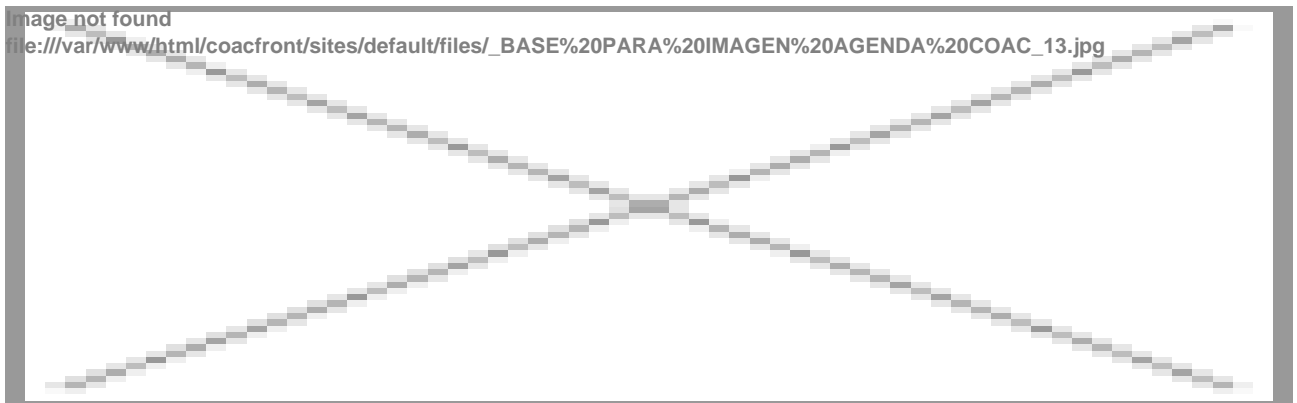 Image not found
file:///var/www/html/coacfront/sites/default/files/_BASE%20PARA%20IMAGEN%20AGENDA%20COAC_13.jpg